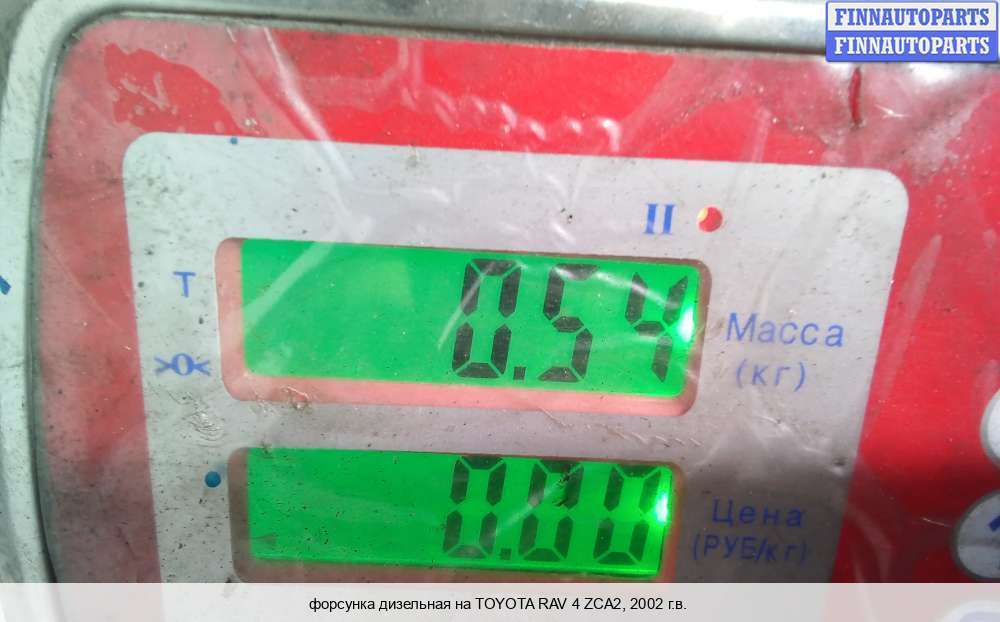 FINNAUTOPARTS
FINNAUTOPARTS
II
T
0.54
Масса
(кг)
>0<
0.00
Цена
(РУБ/кг)
форсунка дизельная на TOYOTA RAV 4 ZCA2, 2002 г.в.